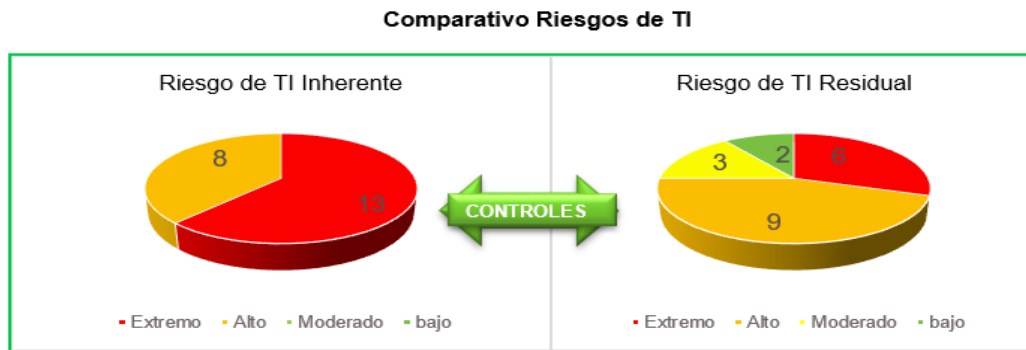 Comparativo Riesgos de TI
Riesgo de TI Inherente
8
13
Extremo Alto Moderado bajo
CONTROLES
Riesgo de TI Residual
2
6
3
9
Extremo Alto Moderado bajo